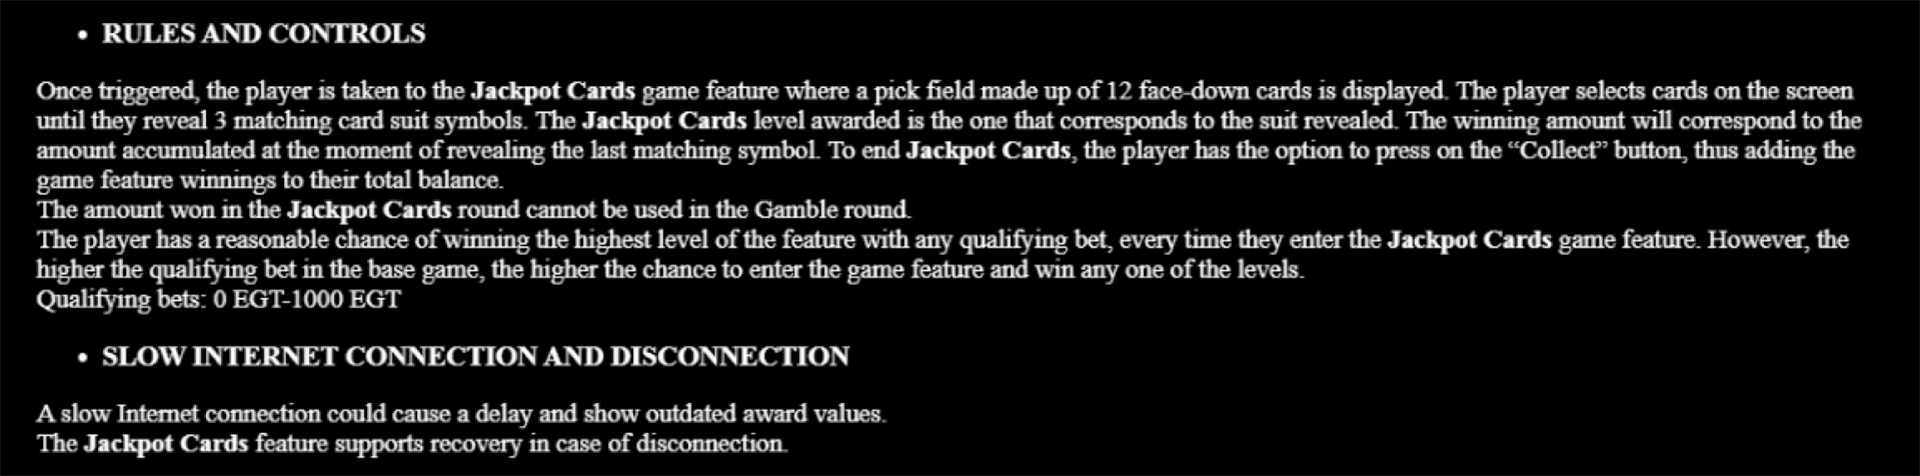 • RULES AND CONTROLS
Once triggered, the player is taken to the Jackpot Cards game feature where a pick field made up of 12 face-down cards is displayed. The player selects cards on the screen
until they reveal 3 matching card suit symbols. The Jackpot Cards level awarded is the one that corresponds to the suit revealed. The winning amount will correspond to the
amount accumulated at the moment of revealing the last matching symbol. To end Jackpot Cards, the player has the option to press on the “Collect” button, thus adding the
game feature winnings to their total balance.
The amount won in the Jackpot Cards round cannot be used in the Gamble round.
The player has a reasonable chance of winning the highest level of the feature with any qualifying bet, every time they enter the Jackpot Cards game feature. However, the
higher the qualifying bet in the base game, the higher the chance to enter the game feature and win any one of the levels.
Qualifying bets: 0 EGT-1000 EGT
• SLOW INTERNET CONNECTION AND DISCONNECTION
A slow Internet connection could cause a delay and show outdated award values.
The Jackpot Cards feature supports recovery in case of disconnection.